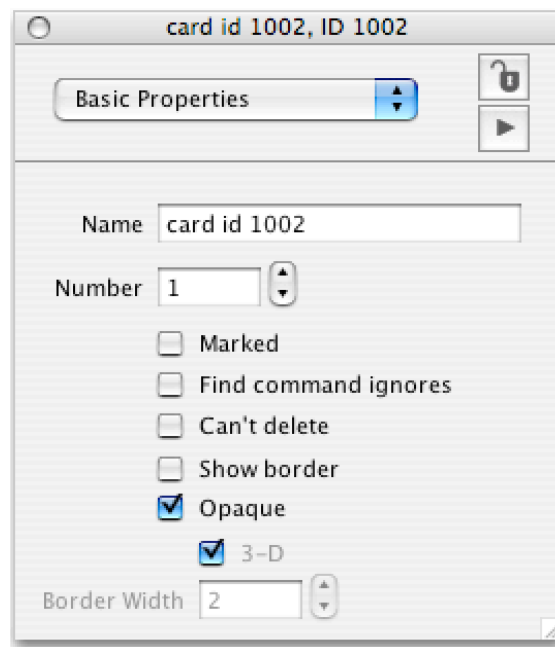 card id 1002, ID 1002
Basic Properties
Name card id 1002
Number 1
Marked
Find command ignores
Can't delete
Show border
Opaque
3-D
Border Width 2